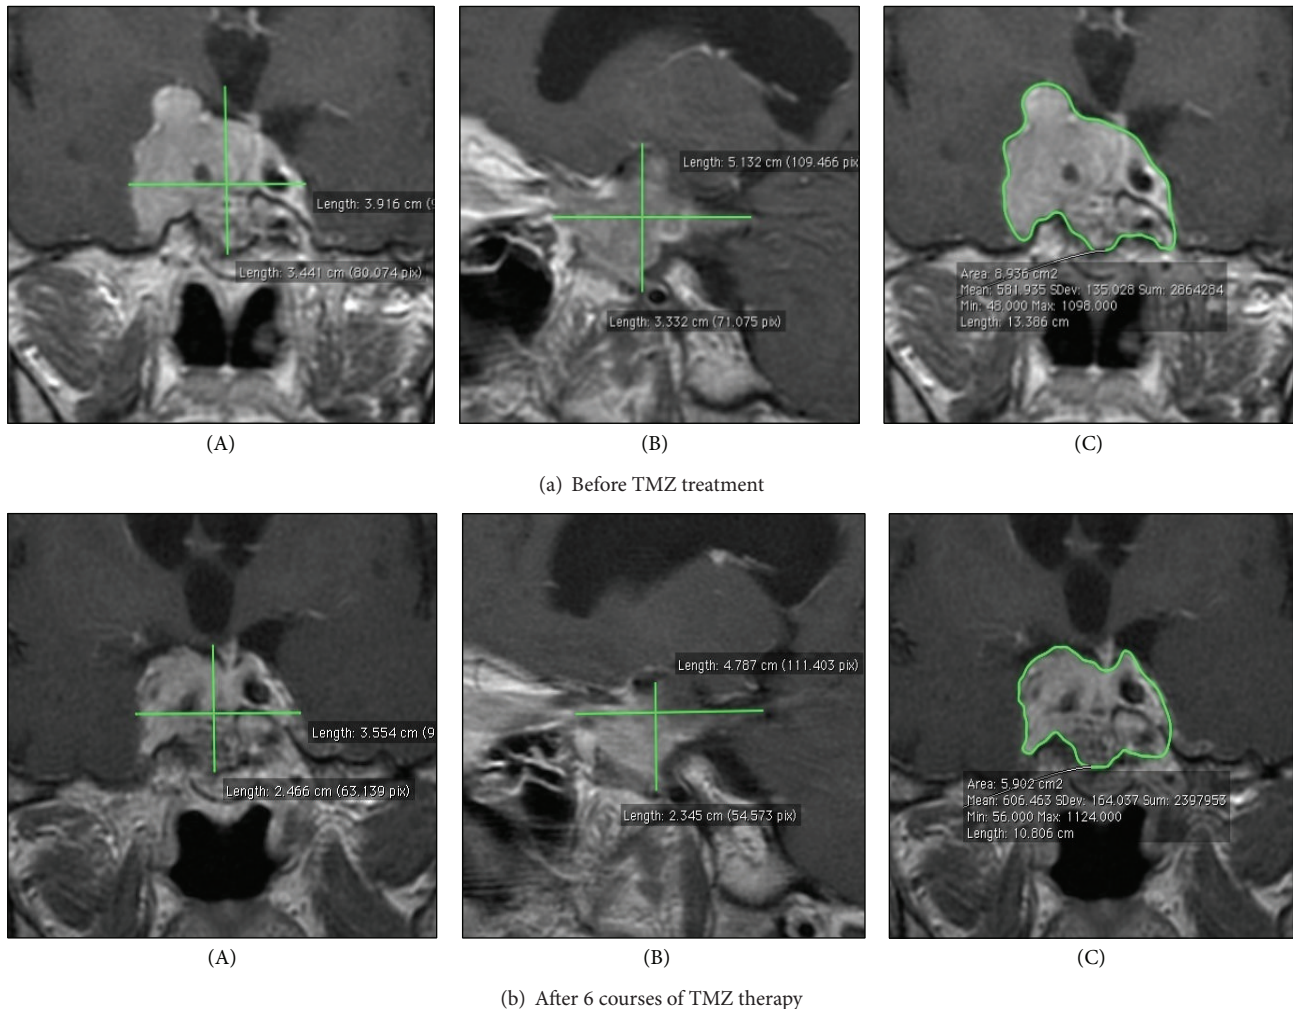 Length: 3.916 cm (9
Length: 3.441 cm (80.074 pix)
Length: 5.132 cm (109.466 pix
Length: 3.332 cm (71.075 pix)
Area: 8.936 cm2
Mean: 581.935 SDev: 135.028 Sum: 2864284
Min: 48.000 Max: 1098.000
Length: 13.386 cm
(A)
(B)
(C)
(a) Before TMZ treatment
Length: 3.554 cm (9
Length: 2.466 cm (63.139 pix)
Length: 4.787 cm (111.403 pix)
Length: 2.345 cm (54.573 pix)
Area: 5.902 cm2
Mean: 606.463 SDev: 164.037 Sum: 2397953
Min: 56.000 Max: 1124.000
Length: 10.806 cm
(A)
(B)
(C)
(b) After 6 courses of TMZ therapy